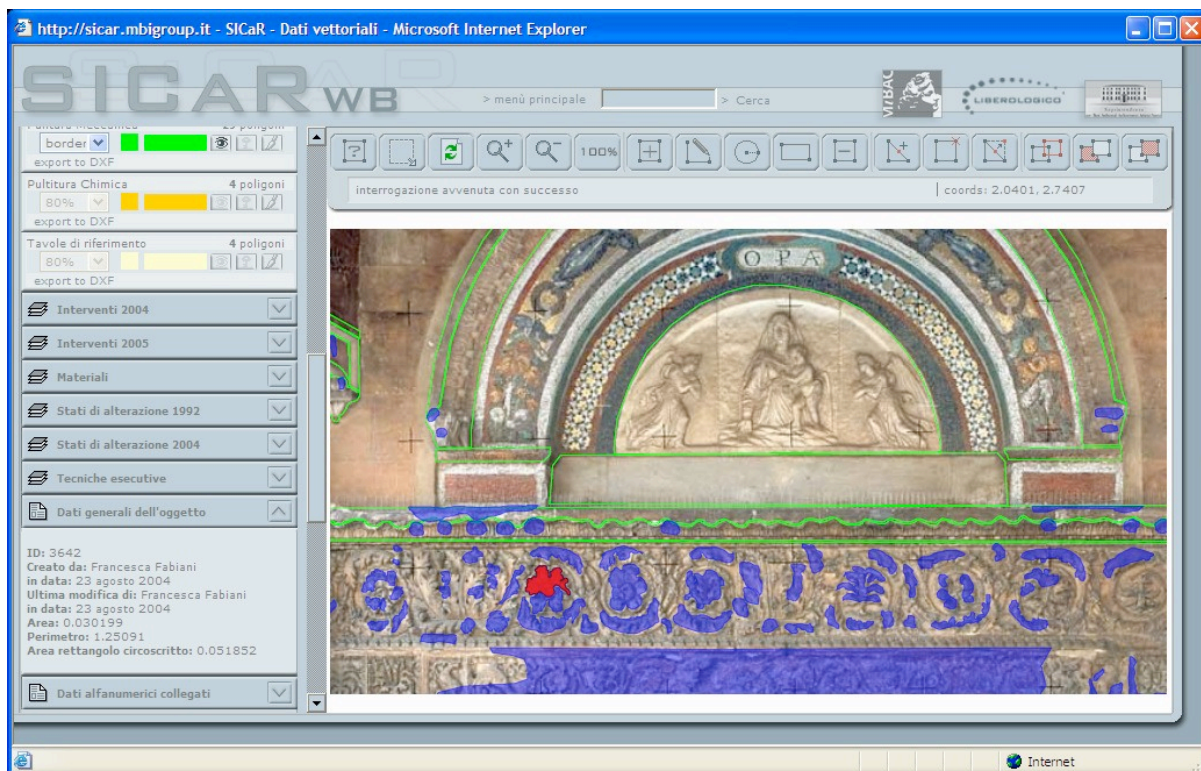 http://sicar.mbigroup.it - SICaR - Dati vettoriali - Microsoft Internet Explorer
SICAR WB
> menù principale
> Cerca
MiBAC
LIBEROLOGICO
border
export to DXF
Pultitura Chimica 4 poligoni
80%
export to DXF
Tavole di riferimento 4 poligoni
80%
export to DXF
Interventi 2004
Interventi 2005
Materiali
Stati di alterazione 1992
Stati di alterazione 2004
Tecniche esecutive
Dati generali dell'oggetto
ID: 3642
Creato da: Francesca Fabiani
in data: 23 agosto 2004
Ultima modifica di: Francesca Fabiani
in data: 23 agosto 2004
Area: 0.030199
Perimetro: 1.25091
Area rettangolo circoscritto: 0.051852
Dati alfanumerici collegati
100%
interrogazione avvenuta con successo
coords: 2.0401, 2.7407
OPA
Internet